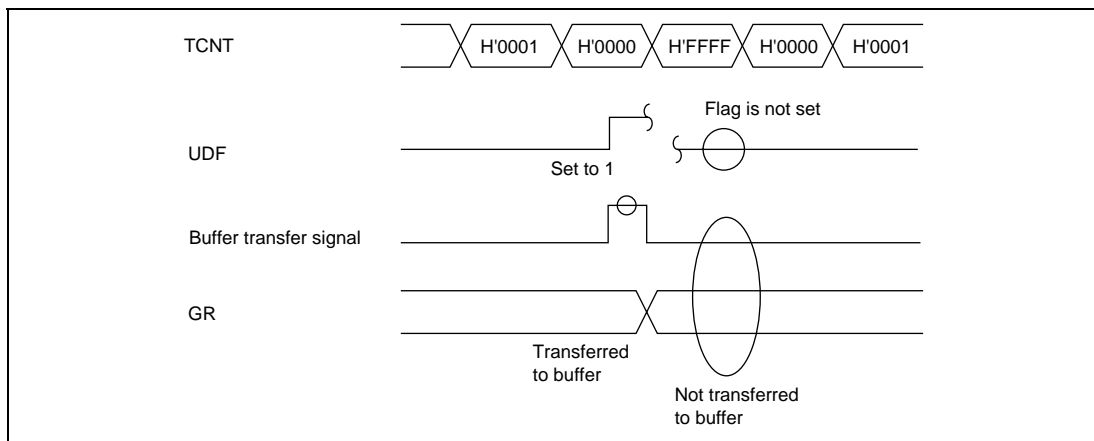 TCNT
H'0001 H'0000 H'FFFF H'0000 H'0001
Flag is not set
UDF
Set to 1
Buffer transfer signal
GR
Transferred
to buffer
Not transferred
to buffer